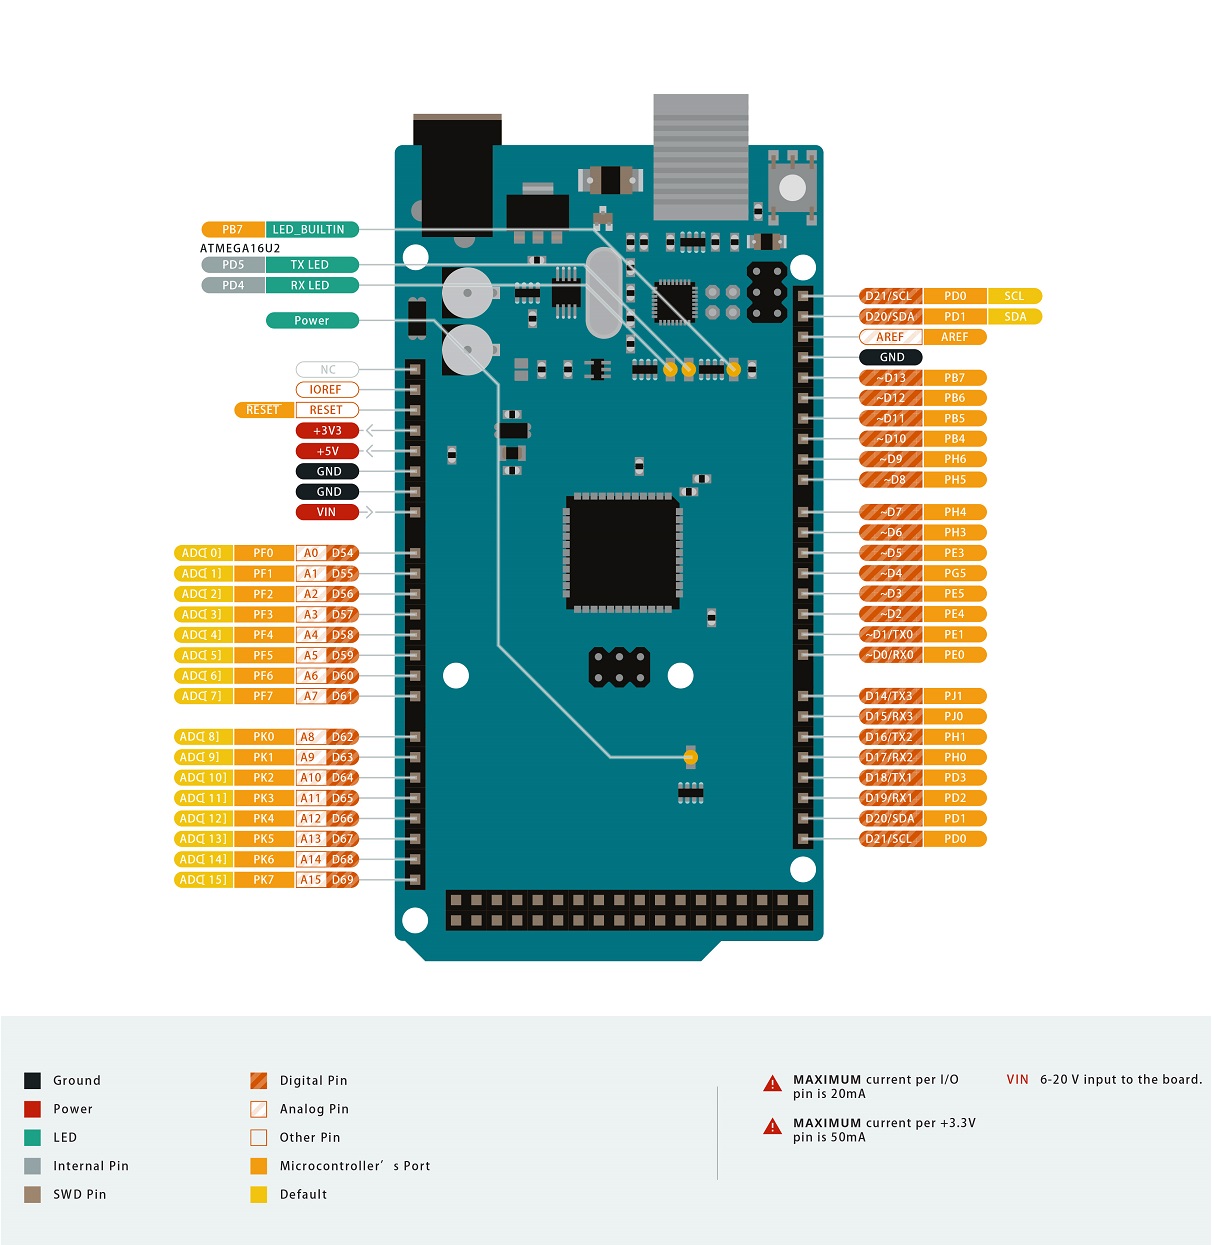 PB7 LED_BUILTIN
ATMEGA16U2
PD5 TX LED
PD4 RX LED
Power
NC
IOREF
RESET RESET
+3V3
+5V
GND
GND
VIN
ADC[0] PF0 A0 D54
ADC[1] PF1 A1 D55
ADC[2] PF2 A2 D56
ADC[3] PF3 A3 D57
ADC[4] PF4 A4 D58
ADC[5] PF5 A5 D59
ADC[6] PF6 A6 D60
ADC[7] PF7 A7 D61
ADC[8] PK0 A8 D62
ADC[9] PK1 A9 D63
ADC[10] PK2 A10 D64
ADC[11] PK3 A11 D65
ADC[12] PK4 A12 D66
ADC[13] PK5 A13 D67
ADC[14] PK6 A14 D68
ADC[15] PK7 A15 D69
D21/SCL PD0 SCL
D20/SDA PD1 SDA
AREF AREF
GND
~D13 PB7
~D12 PB6
~D11 PB5
~D10 PB4
~D9 PH6
~D8 PH5
~D7 PH4
~D6 PH3
~D5 PE3
~D4 PG5
~D3 PE5
~D2 PE4
~D1/TX0 PE1
~D0/RX0 PE0
D14/TX3 PJ1
D15/RX3 PJ0
D16/TX2 PH1
D17/RX2 PH0
D18/TX1 PD3
D19/RX1 PD2
D20/SDA PD1
D21/SCL PD0
Ground
Power
LED
Internal Pin
SWD Pin
Digital Pin
Analog Pin
Other Pin
Microcontroller's Port
Default
MAXIMUM current per I/O
pin is 20mA
MAXIMUM current per +3.3V
pin is 50mA
VIN 6-20 V input to the board.